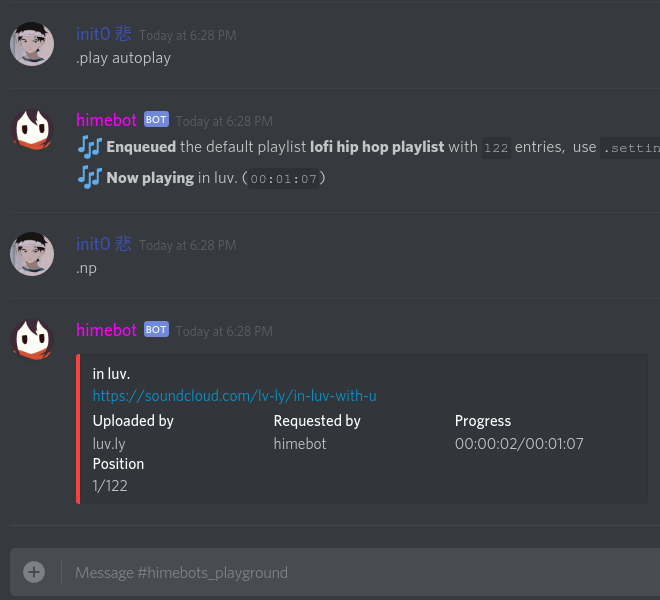 init0 悲 Today at 6:28 PM
.play autoplay
himebot BOT Today at 6:28 PM
Enqueued the default playlist lofi hip hop playlist with 122 entries, use .settin
Now playing in luv. (00:01:07)
init0 悲 Today at 6:28 PM
.np
himebot BOT Today at 6:28 PM
in luv.
https://soundcloud.com/lv-ly/in-luv-with-u
Uploaded by Requested by Progress
luv.ly himebot 00:00:02/00:01:07
Position
1/122
Message #himebots_playground